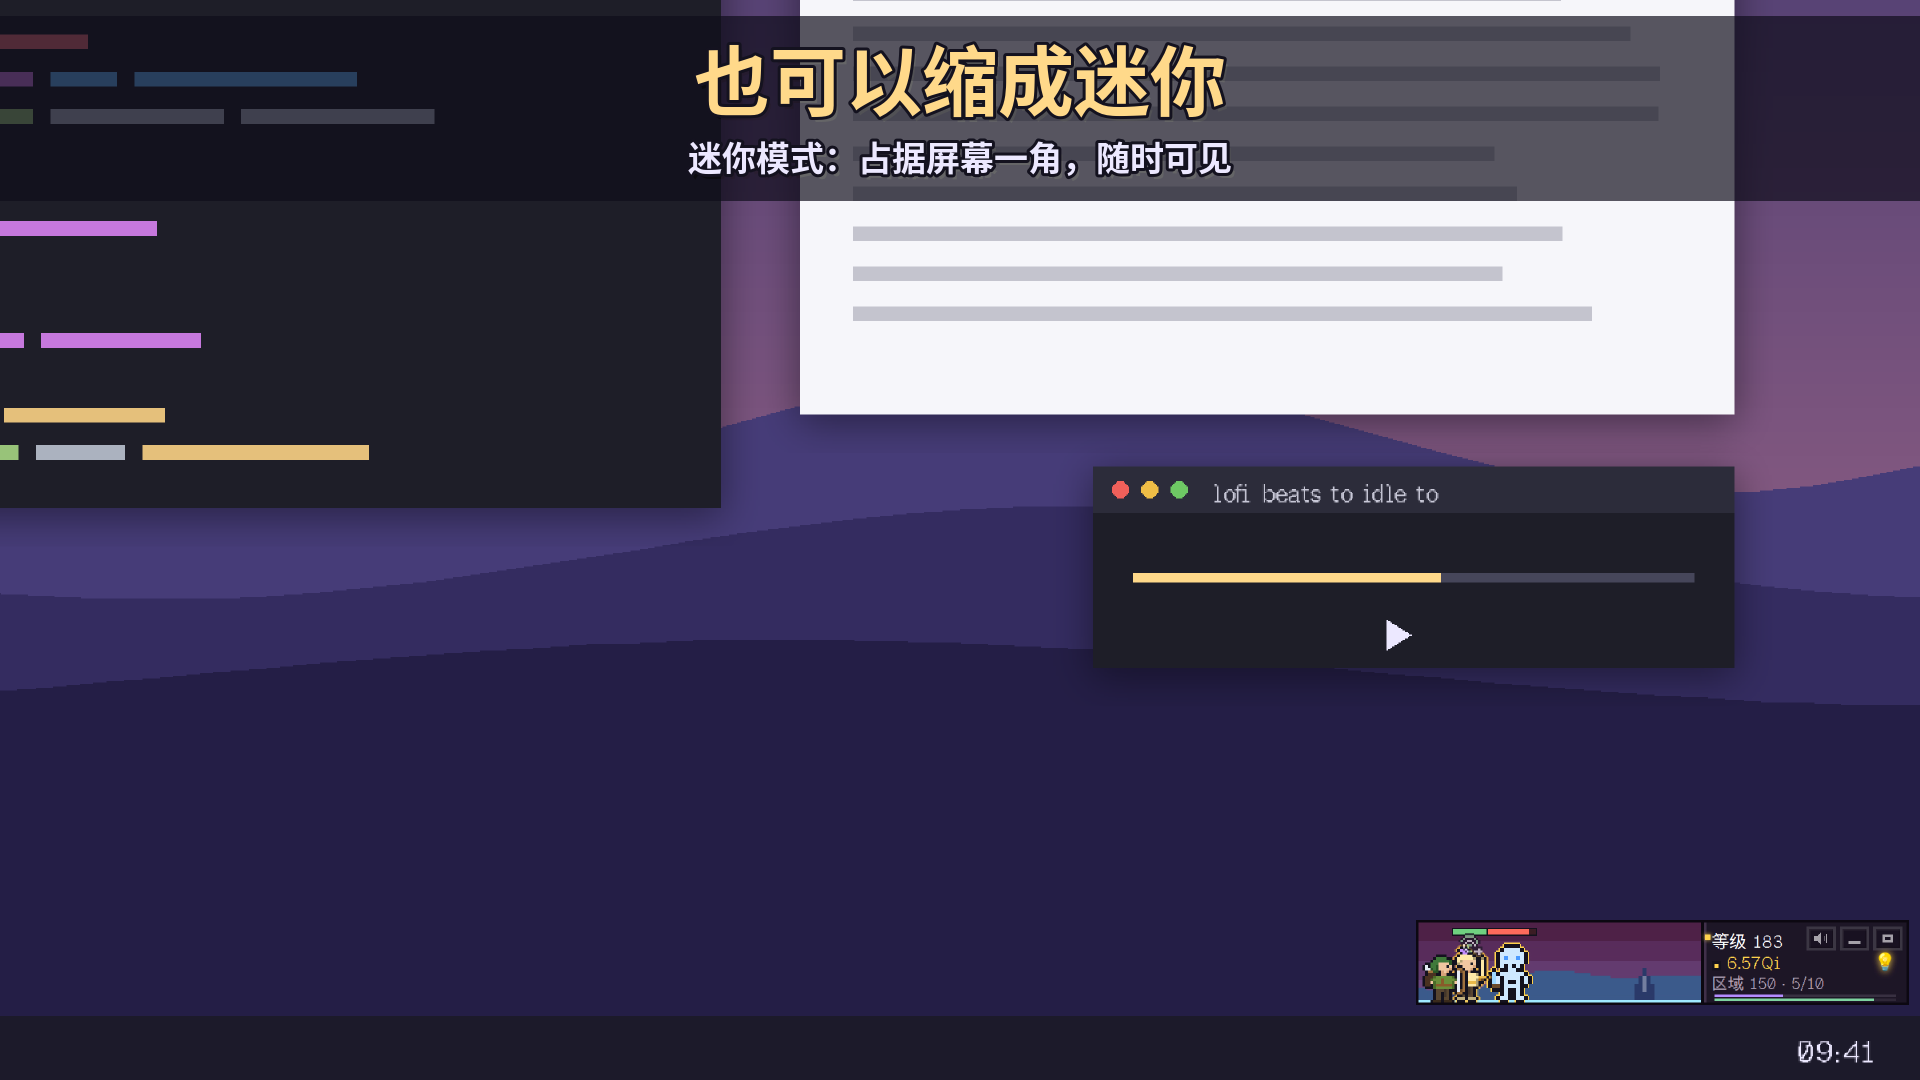 也可以缩成迷你
迷你模式：占据屏幕一角，随时可见
lofi beats to idle to
等级 183
6.57Qi
区域 150 · 5/10
09:41